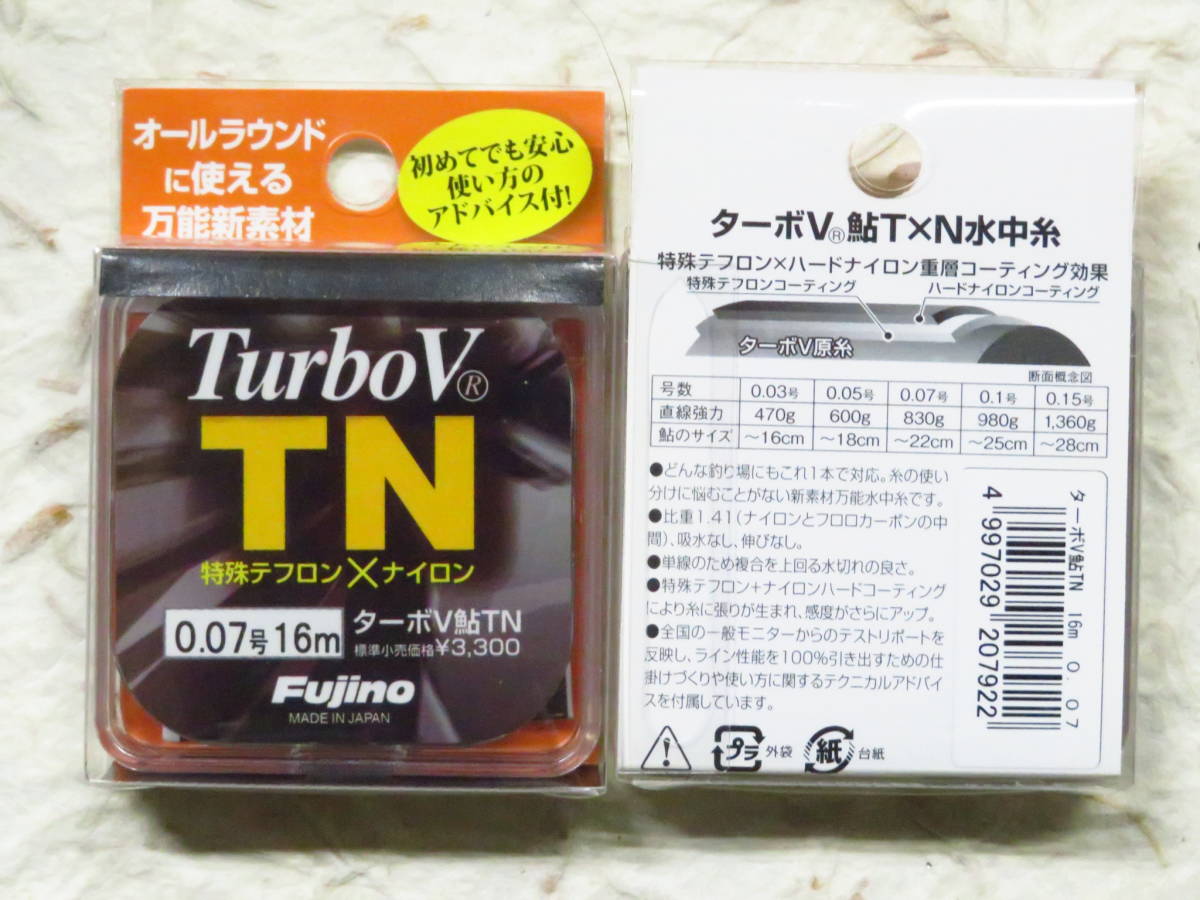 オールラウンド
に使える
万能新素材
初めてでも安心
使い方の
アドバイス付!
TurboV®
TN
特殊テフロン×ナイロン
0.07号16m
ターボV鮎TN
標準小売価格¥3,300
Fujino
MADE IN JAPAN
ターボV®鮎T×N水中糸
特殊テフロン×ハードナイロン重層コーティング効果
特殊テフロンコーティング
ハードナイロンコーティング
ターボV原糸
断面概念図
号数 0.03号 0.05号 0.07号 0.1号 0.15号
直線強力 470g 600g 830g 980g 1,360g
鮎のサイズ ～16cm ～18cm ～22cm ～25cm ～28cm
●どんな釣り場にもこれ1本で対応。糸の使い
分けに悩むことがない新素材万能水中糸です。
●比重1.41(ナイロンとフロロカーボンの中
間)、吸水なし、伸びなし。
●単線のため複合を上回る水切れの良さ。
●特殊テフロン+ナイロンハードコーティング
により糸に張りが生まれ、感度がさらにアップ。
●全国の一般モニターからのテストリポートを
反映し、ライン性能を100%引き出すための仕
掛けづくりや使い方に関するテクニカルアドバイ
スを付属しています。
プラ 外袋
紙 台紙
ターボV鮎TN 16m 0.07
4 997029 207922